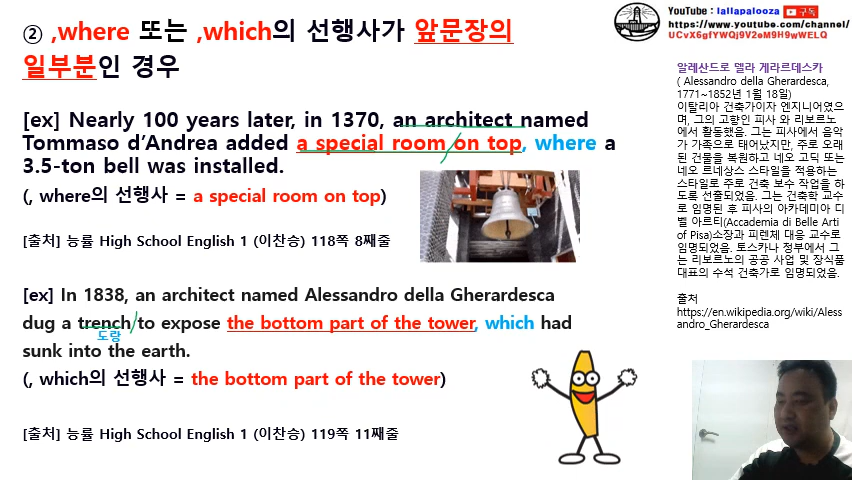 ② ,where 또는 ,which의 선행사가 앞문장의
일부분인 경우
[ex] Nearly 100 years later, in 1370, an architect named
Tommaso d’Andrea added a special room on top, where a
3.5-ton bell was installed.
(, where의 선행사 = a special room on top)
[출처] 능률 High School English 1 (이찬승) 118쪽 8째줄
[ex] In 1838, an architect named Alessandro della Gherardesca
dug a trench to expose the bottom part of the tower, which had
도랑
sunk into the earth.
(, which의 선행사 = the bottom part of the tower)
[출처] 능률 High School English 1 (이찬승) 119쪽 11째줄
YouTube : lallapalooza 구독
https://www.youtube.com/channel/
UCvX6gfYWQj9V2eM9H9wWELQ
알레산드로 델라 게라르데스카
( Alessandro della Gherardesca,
1771~1852년 1월 18일)
이탈리아 건축가이자 엔지니어였으
며, 그의 고향인 피사 와 리보르노
에서 활동했음. 그는 피사에서 음악
가 가족으로 태어났지만, 주로 오래
된 건물을 복원하고 네오 고딕 또는
네오 르네상스 스타일을 적용하는
스타일로 주로 건축 보수 작업을 하
도록 선출되었음. 그는 건축학 교수
로 임명된 후 피사의 아카데미아 디
벨 아르티(Accademia di Belle Arti
of Pisa)소장과 피렌체 대응 교수로
임명되었음. 토스카나 정부에서 그
는 리보르노의 공공 사업 및 장식품
대표의 수석 건축가로 임명되었음.
출처
https://en.wikipedia.org/wiki/Aless
andro_Gherardesca